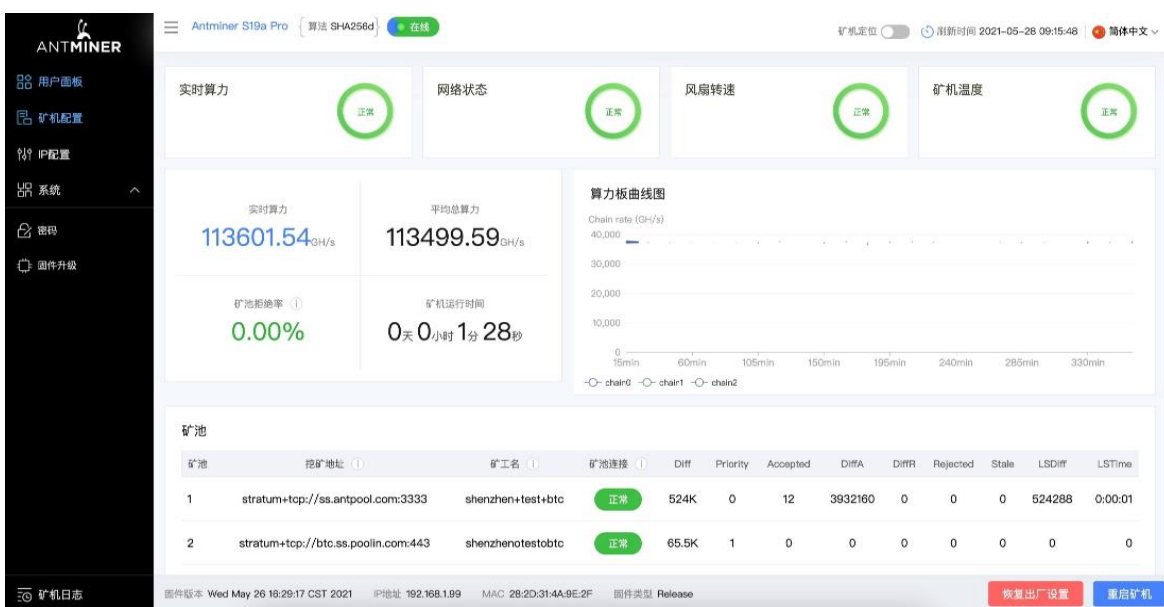 ANTMINER
Antminer S19a Pro 算法 SHA256d 在线
矿机定位 刷新时间 2021-05-28 09:15:48 简体中文
用户面板
矿机配置
IP配置
系统
密码
固件升级
矿机日志
实时算力 正常
网络状态 正常
风扇转速 正常
矿机温度 正常
实时算力
113601.54GH/s
平均总算力
113499.59GH/s
矿池拒绝率
0.00%
矿机运行时间
0天 0小时 1分 28秒
算力板曲线图
Chain rate (GH/s)
40,000
30,000
20,000
10,000
0
15min 60min 105min 150min 195min 240min 285min 330min
chain0 chain1 chain2
矿池
矿池 挖矿地址 矿工名 矿池连接 Diff Priority Accepted DiffA DiffR Rejected Stale LSDiff LSTime
1 stratum+tcp://ss.antpool.com:3333 shenzhen+test+btc 正常 524K 0 12 3932160 0 0 0 524288 0:00:01
2 stratum+tcp://btc.ss.poolin.com:443 shenzhenotestobtc 正常 65.5K 1 0 0 0 0 0 0 0
固件版本 Wed May 26 16:29:17 CST 2021 IP地址 192.168.1.99 MAC 28:2D:31:4A:9E:2F 固件类型 Release
恢复出厂设置 重启矿机